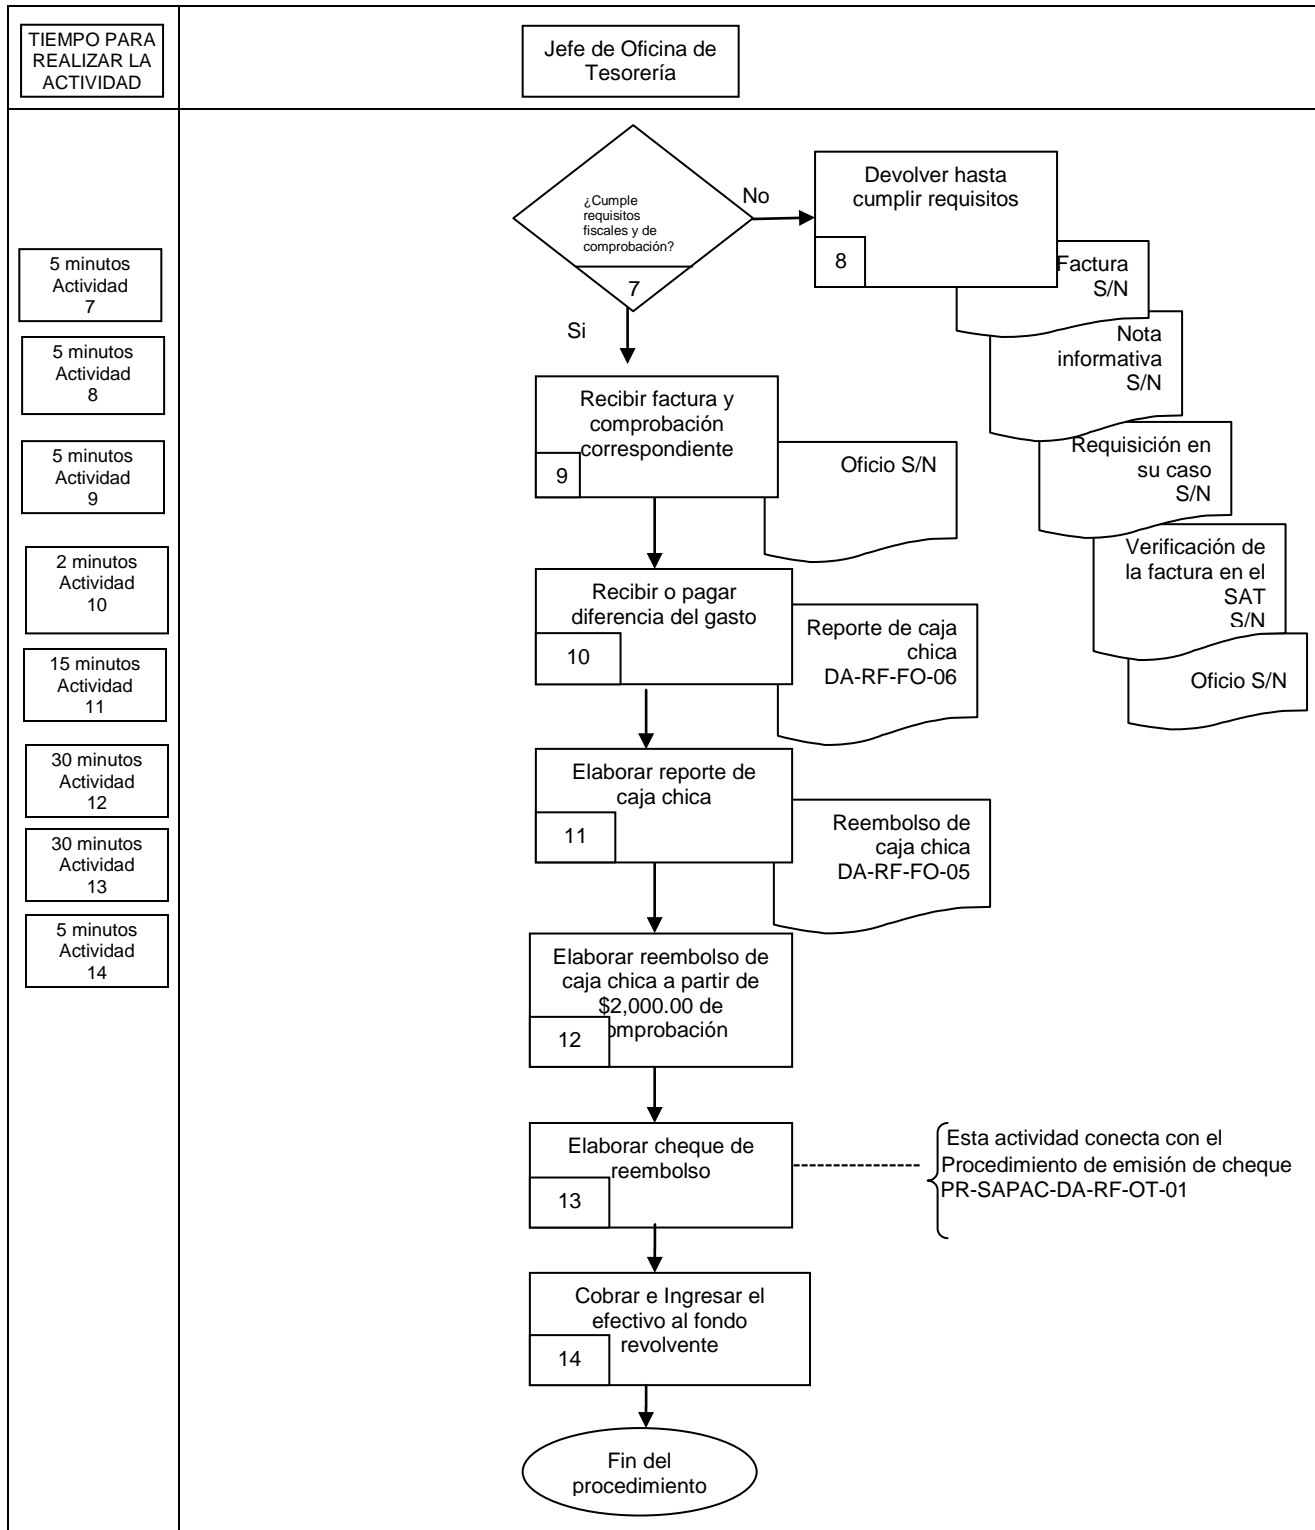 TIEMPO PARA
REALIZAR LA
ACTIVIDAD
Jefe de Oficina de
Tesorería
5 minutos
Actividad
7
5 minutos
Actividad
8
5 minutos
Actividad
9
2 minutos
Actividad
10
15 minutos
Actividad
11
30 minutos
Actividad
12
30 minutos
Actividad
13
5 minutos
Actividad
14
¿Cumple
requisitos
fiscales y de
comprobación?
7
No
Si
Devolver hasta
cumplir requisitos
8
Factura
S/N
Nota
informativa
S/N
Requisición en
su caso
S/N
Verificación de
la factura en el
SAT
S/N
Oficio S/N
Recibir factura y
comprobación
correspondiente
9
Oficio S/N
Recibir o pagar
diferencia del gasto
10
Reporte de caja
chica
DA-RF-FO-06
Elaborar reporte de
caja chica
11
Reembolso de
caja chica
DA-RF-FO-05
Elaborar reembolso de
caja chica a partir de
$2,000.00 de
omprobación
12
Elaborar cheque de
reembolso
13
Esta actividad conecta con el
Procedimiento de emisión de cheque
PR-SAPAC-DA-RF-OT-01
Cobrar e Ingresar el
efectivo al fondo
revolvente
14
Fin del
procedimiento